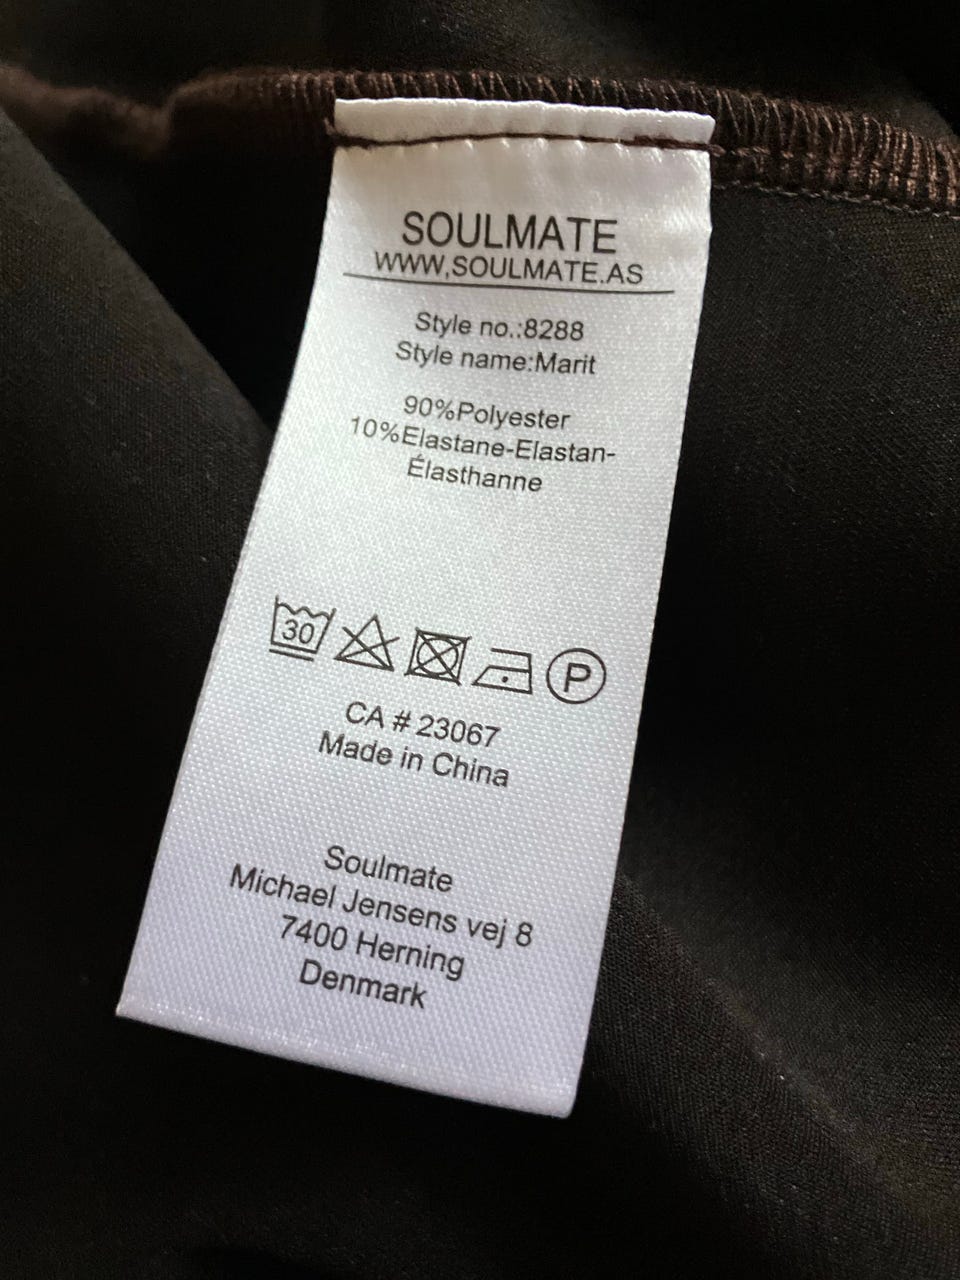 SOULMATE
WWW,SOULMATE.AS
Style no.:8288
Style name:Marit
90%Polyester
10%Elastane-Elastan-
Élasthanne
30
P
CA # 23067
Made in China
Soulmate
Michael Jensens vej 8
7400 Herning
Denmark